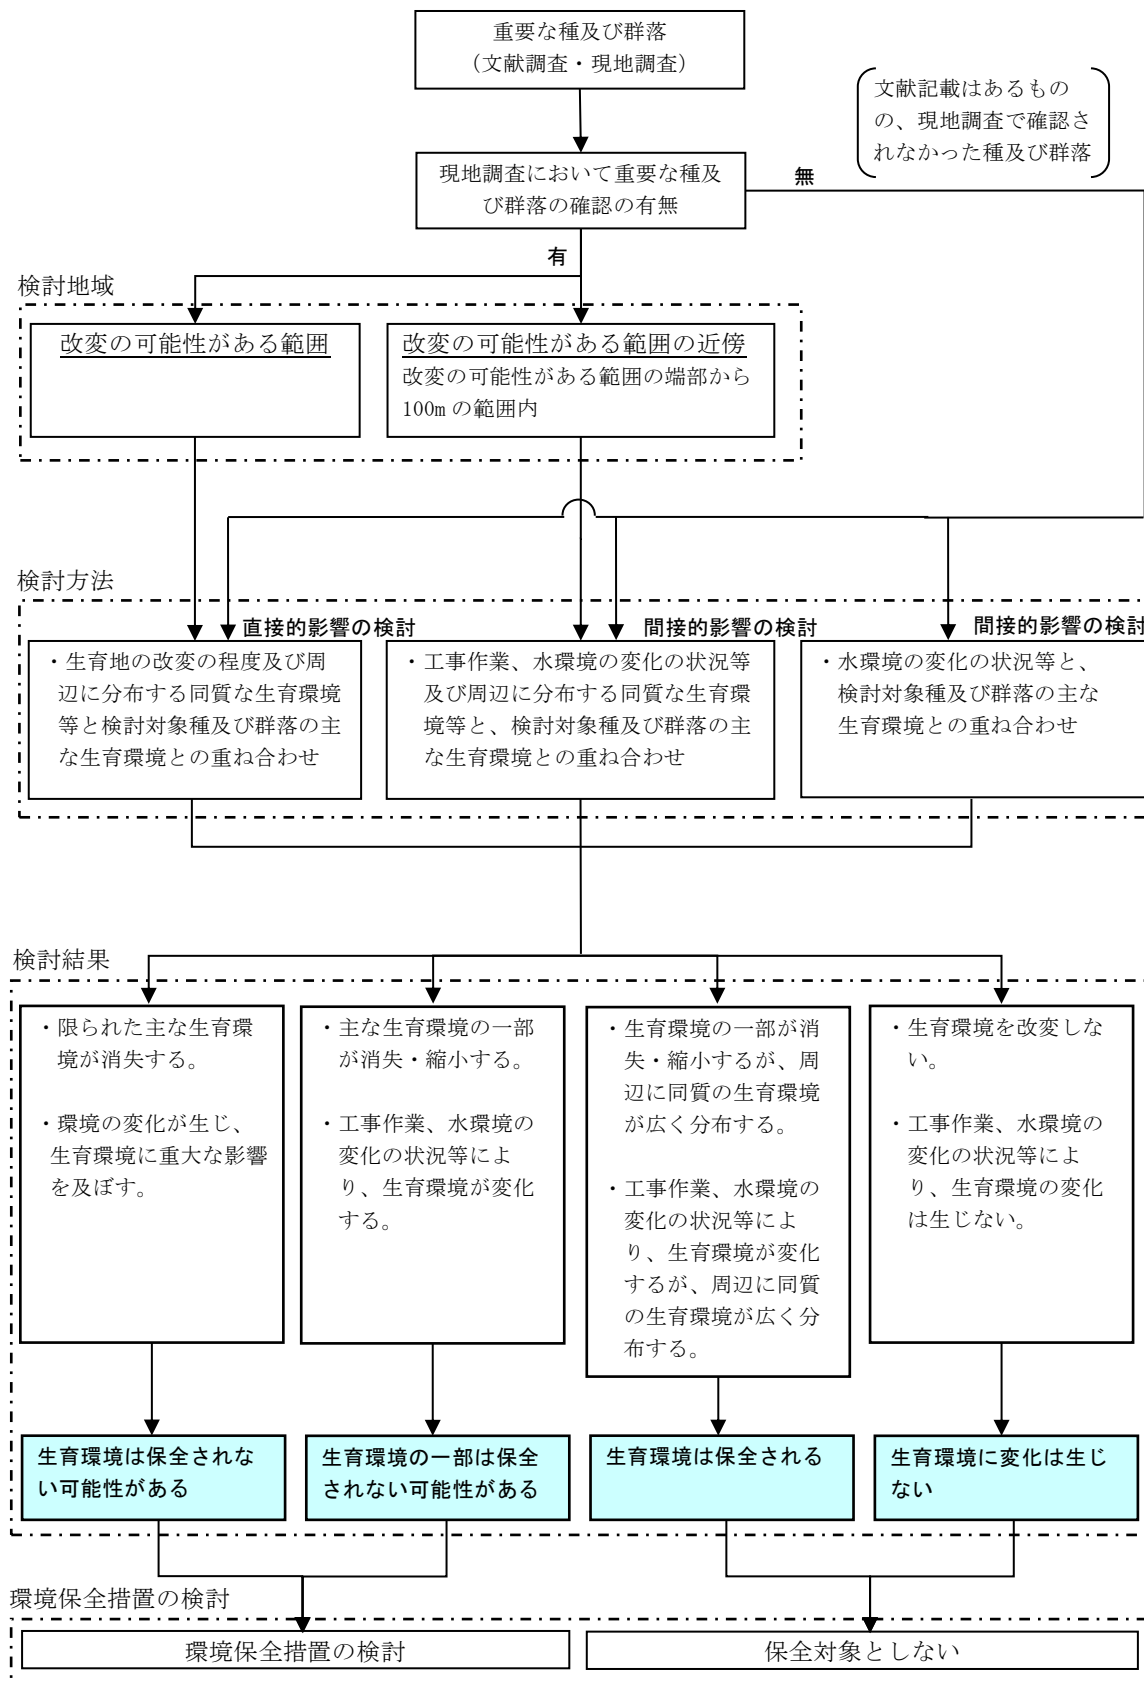 重要な種及び群落
（文献調査・現地調査）
文献記載はあるもの
の、現地調査で確認さ
れなかった種及び群落
現地調査において重要な種及
び群落の確認の有無
無
有
検討地域
改変の可能性がある範囲
改変の可能性がある範囲の近傍
改変の可能性がある範囲の端部から
100m の範囲内
検討方法
直接的影響の検討
・生育地の改変の程度及び周
辺に分布する同質な生育環境
等と検討対象種及び群落の主
な生育環境との重ね合わせ
間接的影響の検討
・工事作業、水環境の変化の状況等
及び周辺に分布する同質な生育環
境等と、検討対象種及び群落の主
な生育環境との重ね合わせ
間接的影響の検討
・水環境の変化の状況等と、
検討対象種及び群落の主な
生育環境との重ね合わせ
検討結果
・限られた主な生育環
境が消失する。
・環境の変化が生じ、
生育環境に重大な影響
を及ぼす。
・主な生育環境の一部
が消失・縮小する。
・工事作業、水環境の
変化の状況等によ
り、生育環境が変化
する。
・生育環境の一部が消
失・縮小するが、周
辺に同質の生育環境
が広く分布する。
・工事作業、水環境の
変化の状況等によ
り、生育環境が変化
するが、周辺に同質
の生育環境が広く分
布する。
・生育環境を改変しな
い。
・工事作業、水環境の
変化の状況等によ
り、生育環境の変化
は生じない。
生育環境は保全されな
い可能性がある
生育環境の一部は保全
されない可能性がある
生育環境は保全される
生育環境に変化は生じ
ない
環境保全措置の検討
環境保全措置の検討
保全対象としない